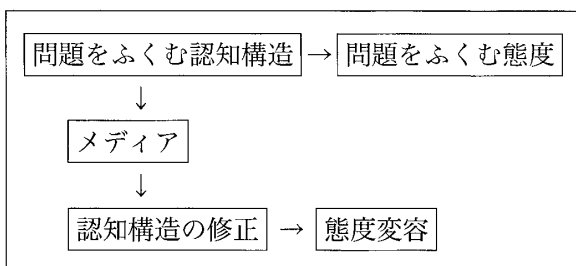 問題をふくむ認知構造 → 問題をふくむ態度
↓
メディア
↓
認知構造の修正 → 態度変容